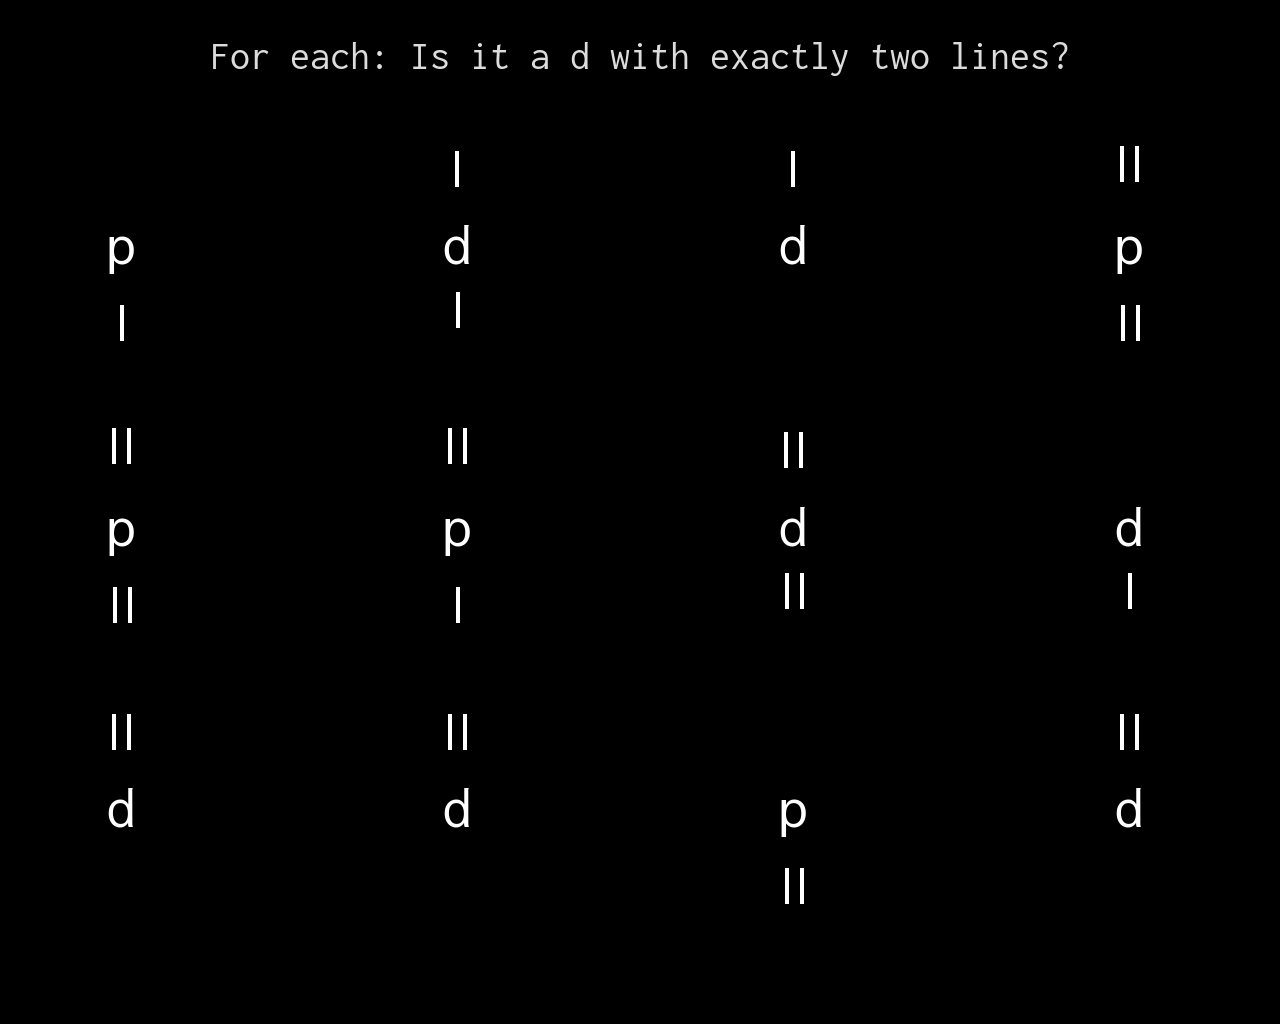 For each: Is it a d with exactly two lines?
| | ||
p d d p
| | ||
|| || ||
p p d d
|| | || |
|| || ||
d d p d
||